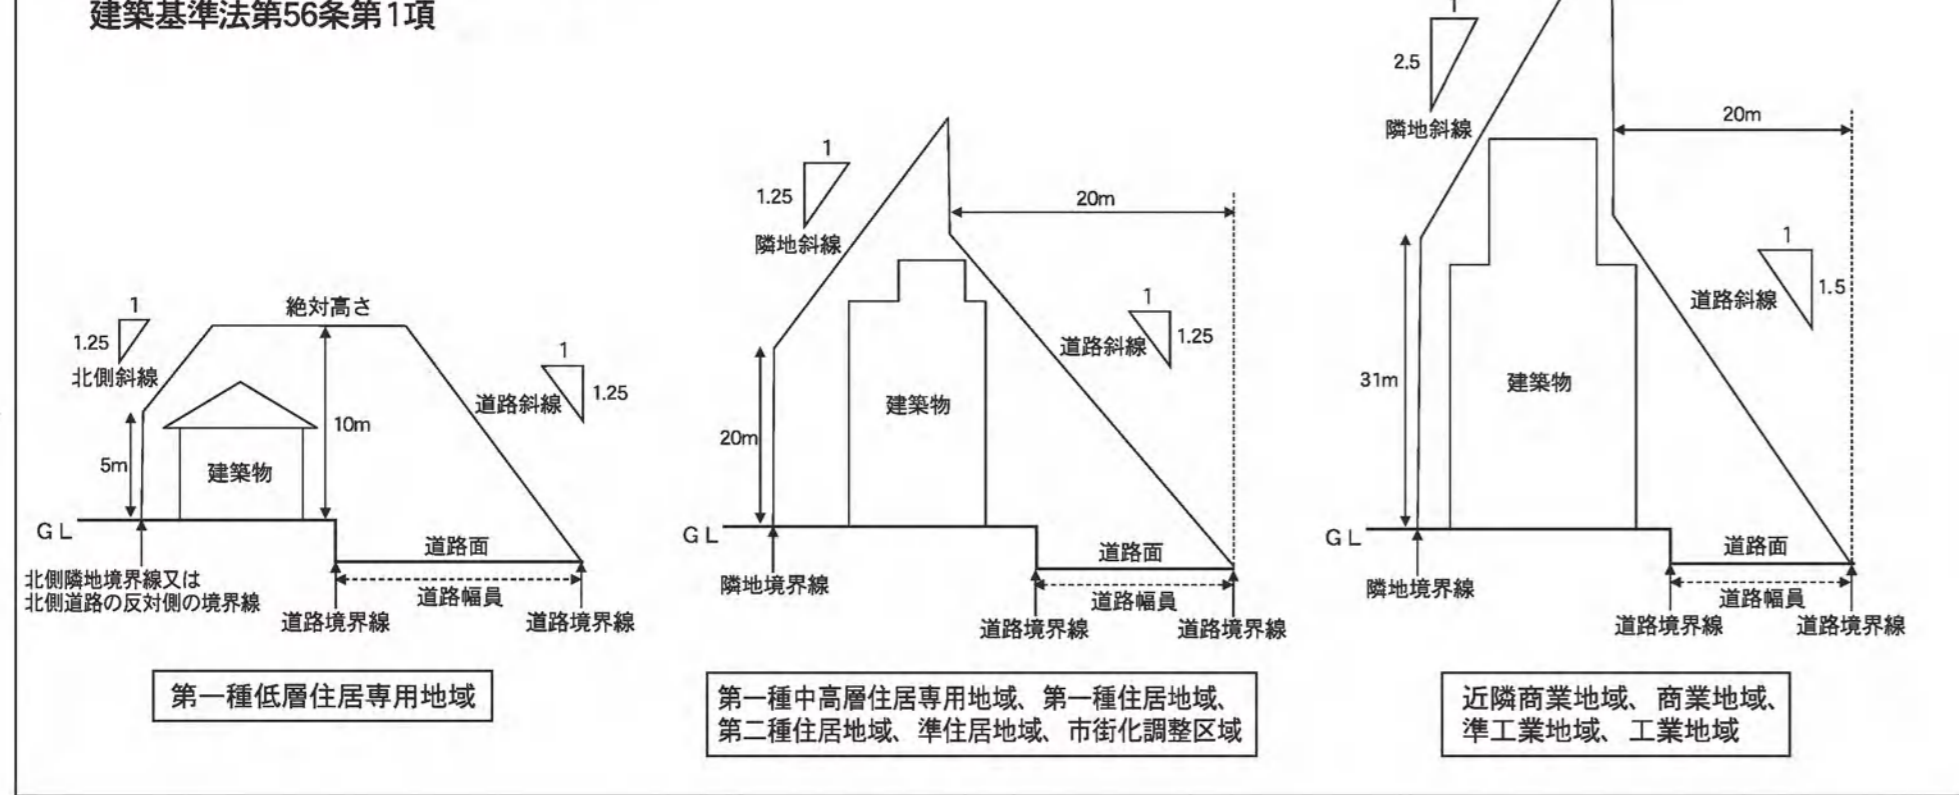 建築基準法第56条第1項
1
1.25
北側斜線
5m
絶対高さ
10m
建築物
1
1.25
道路斜線
GL
道路面
道路幅員
北側隣地境界線又は
北側道路の反対側の境界線
道路境界線
道路境界線
第一種低層住居専用地域
1
1.25
隣地斜線
20m
20m
建築物
1
1.25
道路斜線
GL
道路面
道路幅員
隣地境界線
道路境界線
道路境界線
第一種中高層住居専用地域、第一種住居地域、
第二種住居地域、準住居地域、市街化調整区域
1
2.5
隣地斜線
20m
31m
建築物
1
1.5
道路斜線
GL
道路面
道路幅員
隣地境界線
道路境界線
道路境界線
近隣商業地域、商業地域、
準工業地域、工業地域